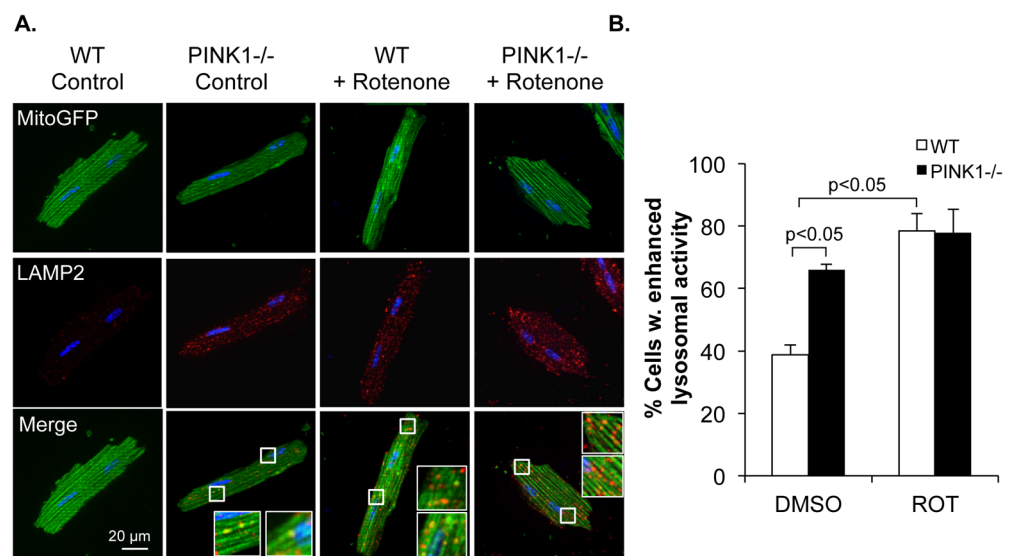 A.
WT
Control
PINK1-/-
Control
WT
+ Rotenone
PINK1-/-
+ Rotenone
MitoGFP
LAMP2
Merge
20 µm
B.
WT
PINK1-/-
% Cells w. enhanced
lysosomal activity
100
80
60
40
20
0
p<0.05
p<0.05
DMSO
ROT